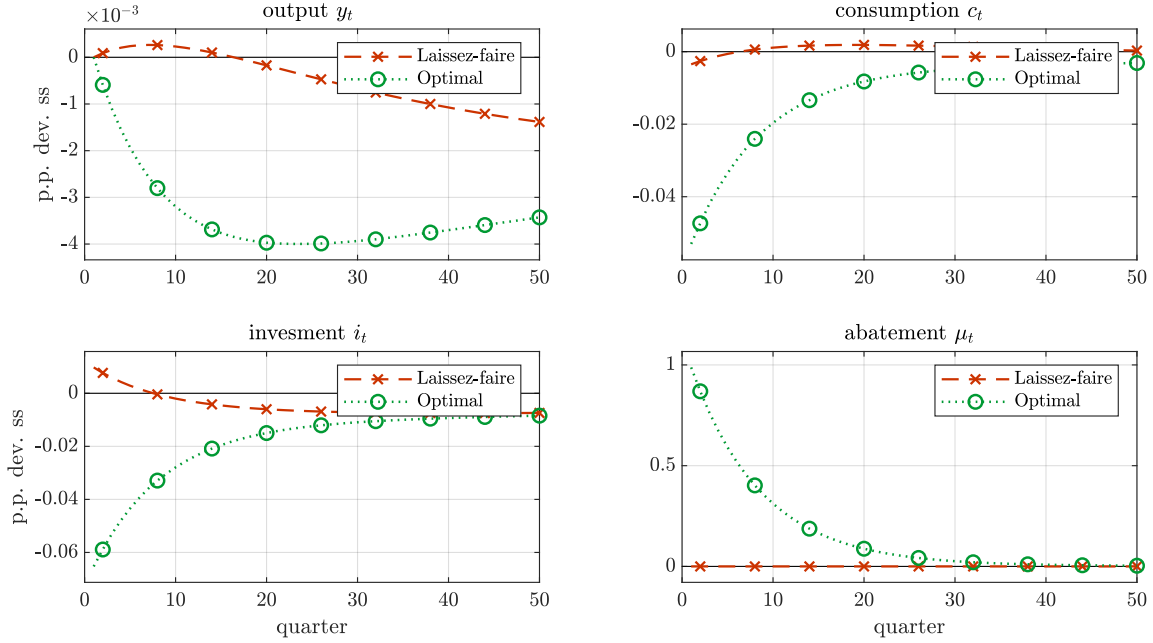 output y_t
×10^−3
0
-1
-2
-3
-4
p.p. dev. ss
Laissez-faire
Optimal
0 10 20 30 40 50
consumption c_t
0
-0.02
-0.04
Laissez-faire
Optimal
0 10 20 30 40 50
invesment i_t
0
-0.02
-0.04
-0.06
p.p. dev. ss
Laissez-faire
Optimal
0 10 20 30 40 50
quarter
abatement μ_t
1
0.5
0
Laissez-faire
Optimal
0 10 20 30 40 50
quarter